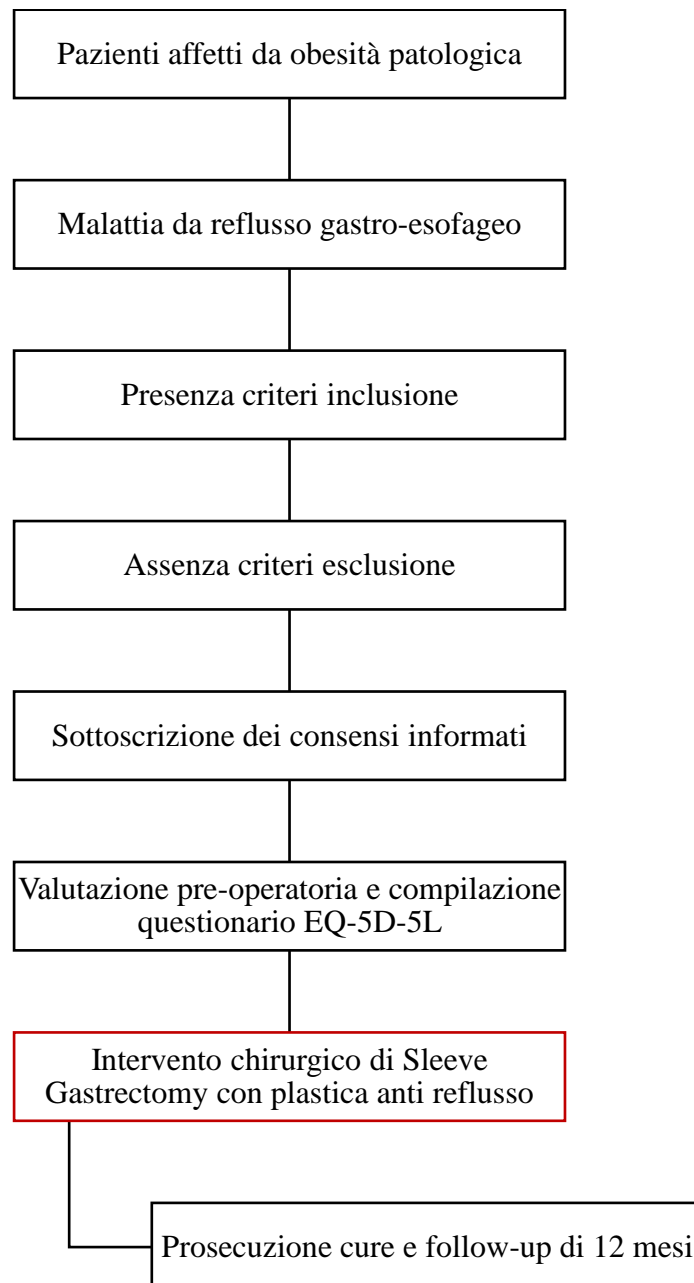 Pazienti affetti da obesità patologica
Malattia da reflusso gastro-esofageo
Presenza criteri inclusione
Assenza criteri esclusione
Sottoscrizione dei consensi informati
Valutazione pre-operatoria e compilazione
questionario EQ-5D-5L
Intervento chirurgico di Sleeve
Gastrectomy con plastica anti reflusso
Prosecuzione cure e follow-up di 12 mesi